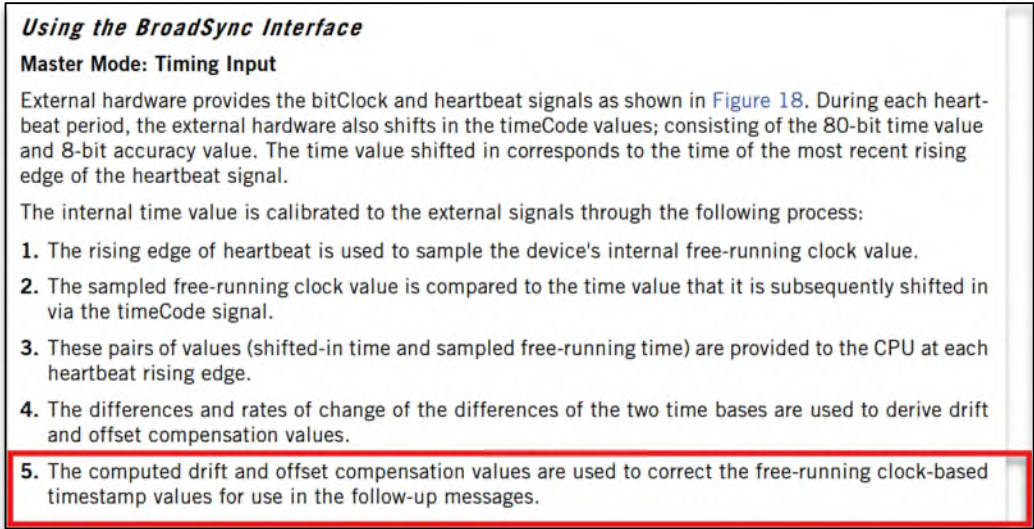 Using the BroadSync Interface
Master Mode: Timing Input
External hardware provides the bitClock and heartbeat signals as shown in Figure 18. During each heart-
beat period, the external hardware also shifts in the timeCode values; consisting of the 80-bit time value
and 8-bit accuracy value. The time value shifted in corresponds to the time of the most recent rising
edge of the heartbeat signal.
The internal time value is calibrated to the external signals through the following process:
1. The rising edge of heartbeat is used to sample the device's internal free-running clock value.
2. The sampled free-running clock value is compared to the time value that it is subsequently shifted in
via the timeCode signal.
3. These pairs of values (shifted-in time and sampled free-running time) are provided to the CPU at each
heartbeat rising edge.
4. The differences and rates of change of the differences of the two time bases are used to derive drift
and offset compensation values.
5. The computed drift and offset compensation values are used to correct the free-running clock-based
timestamp values for use in the follow-up messages.